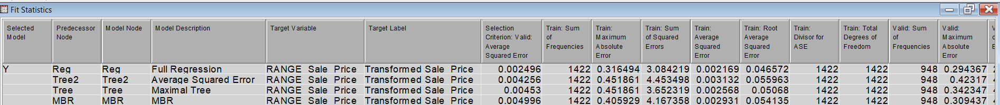 Fit Statistics
Selected Model Predecessor Node Model Node Model Description Target Variable Target Label Selection Criterion: Valid: Average Squared Error Train: Sum of Frequencies Train: Maximum Absolute Error Train: Sum of Squared Errors Train: Average Squared Error Train: Root Average Squared Error Train: Divisor for ASE Train: Total Degrees of Freedom Valid: Sum of Frequencies Valid: Maximum Absolute Error
Y Reg Reg Full Regression RANGE_Sale_Price Transformed Sale_Price 0.002496 1422 0.316494 3.084219 0.002169 0.046572 1422 1422 948 0.294367
Tree2 Tree2 Average Squared Error RANGE_Sale_Price Transformed Sale_Price 0.004256 1422 0.451861 4.453498 0.003132 0.055963 1422 1422 948 0.42317
Tree Tree Maximal Tree RANGE_Sale_Price Transformed Sale_Price 0.00453 1422 0.451861 3.652319 0.002568 0.05068 1422 1422 948 0.342347
MBR MBR MBR RANGE_Sale_Price Transformed Sale_Price 0.004996 1422 0.405929 4.167358 0.002931 0.054135 1422 1422 948 0.309437